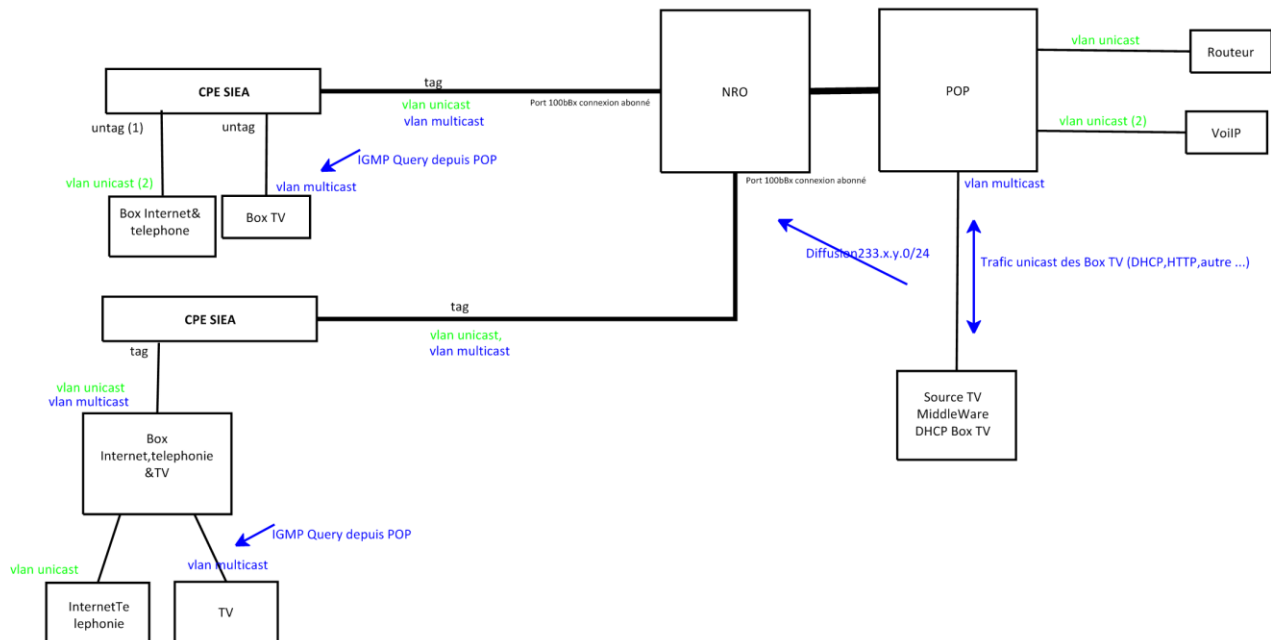 vlan unicast
Routeur
CPE SIEA
tag
NRO
POP
vlan unicast
Port 100bBx connexion abonné
vlan multicast
untag (1)
untag
vlan unicast (2)
VoiIP
IGMP Query depuis POP
vlan unicast (2)
vlan multicast
Port 100bBx connexion abonné
vlan multicast
Box Internet&
telephone
Box TV
Diffusion233.x.y.0/24
Trafic unicast des Box TV (DHCP,HTTP,autre ...)
CPE SIEA
tag
vlan unicast,
vlan multicast
tag
vlan unicast
vlan multicast
Source TV
MiddleWare
DHCP Box TV
Box
Internet,telephonie
&TV
IGMP Query depuis POP
vlan unicast
vlan multicast
InternetTe
lephonie
TV